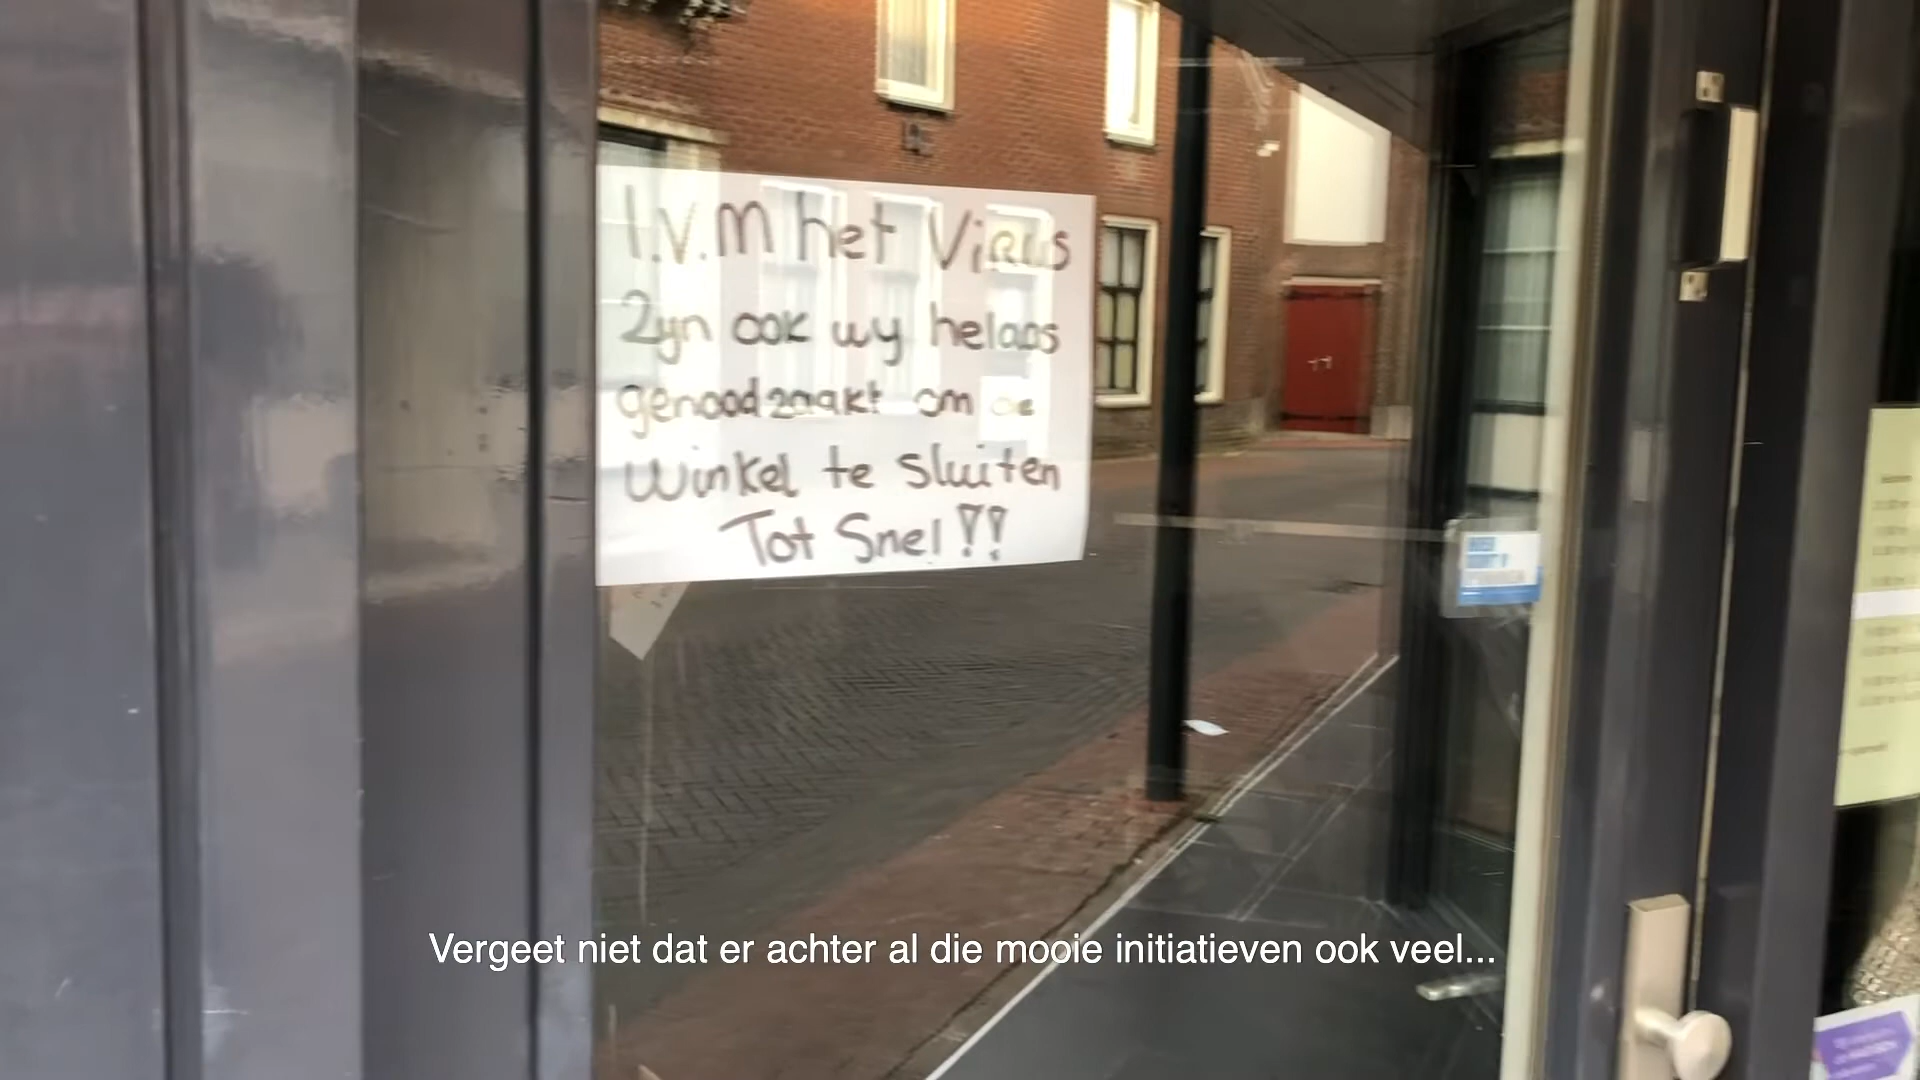 I.V.M het Virus
Zyn ook wy helaas
genoodzaakt om de
Winkel te sluiten
Tot Snel!!
Vergeet niet dat er achter al die mooie initiatieven ook veel...